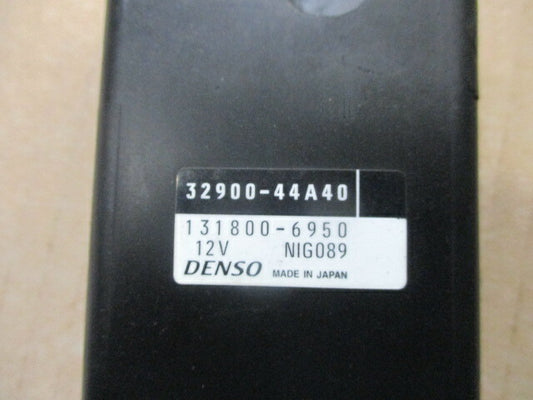 32900-44A40
131800-6950
12V NIG089
DENSO MADE IN JAPAN